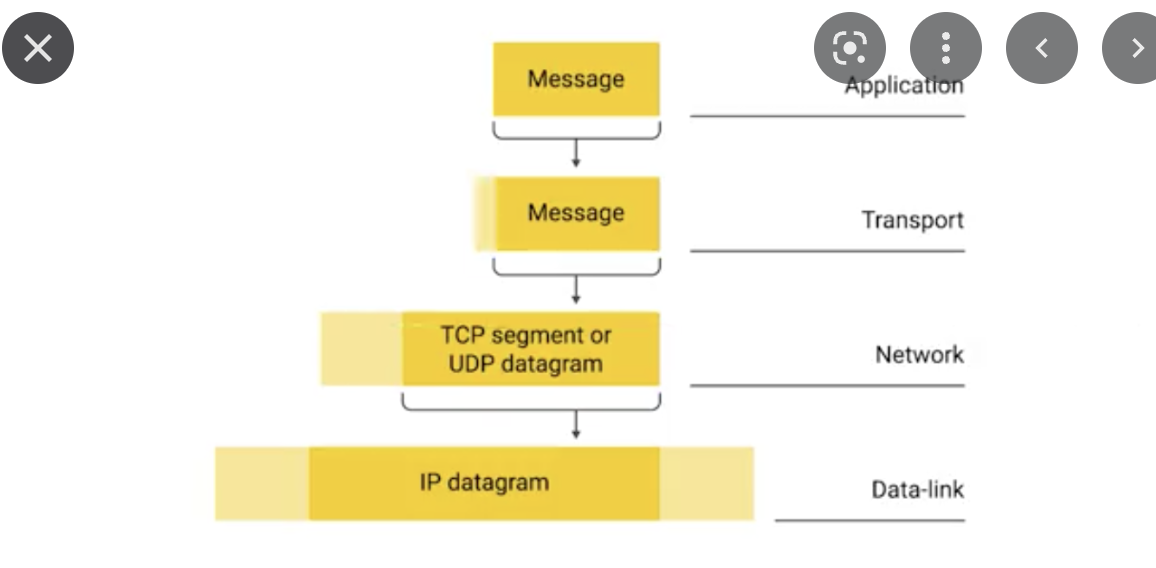 Message
Application
Message
Transport
TCP segment or
UDP datagram
Network
IP datagram
Data-link